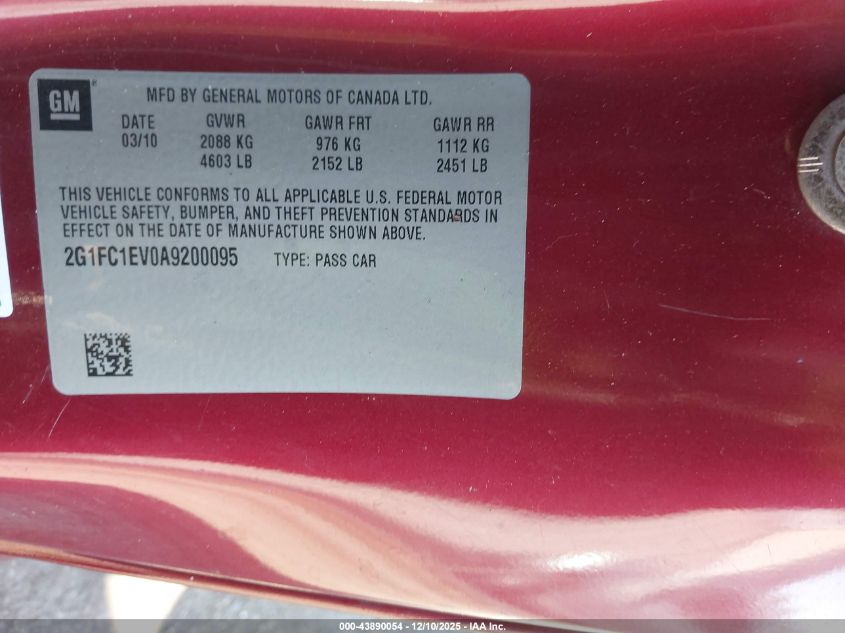 GM
MFD BY GENERAL MOTORS OF CANADA LTD.
DATE GVWR GAWR FRT GAWR RR
03/10 2088 KG 976 KG 1112 KG
4603 LB 2152 LB 2451 LB
THIS VEHICLE CONFORMS TO ALL APPLICABLE U.S. FEDERAL MOTOR
VEHICLE SAFETY, BUMPER, AND THEFT PREVENTION STANDARDS IN
EFFECT ON THE DATE OF MANUFACTURE SHOWN ABOVE.
2G1FC1EV0A9200095 TYPE: PASS CAR
000-43890054 - 12/10/2025 - IAA, Inc.